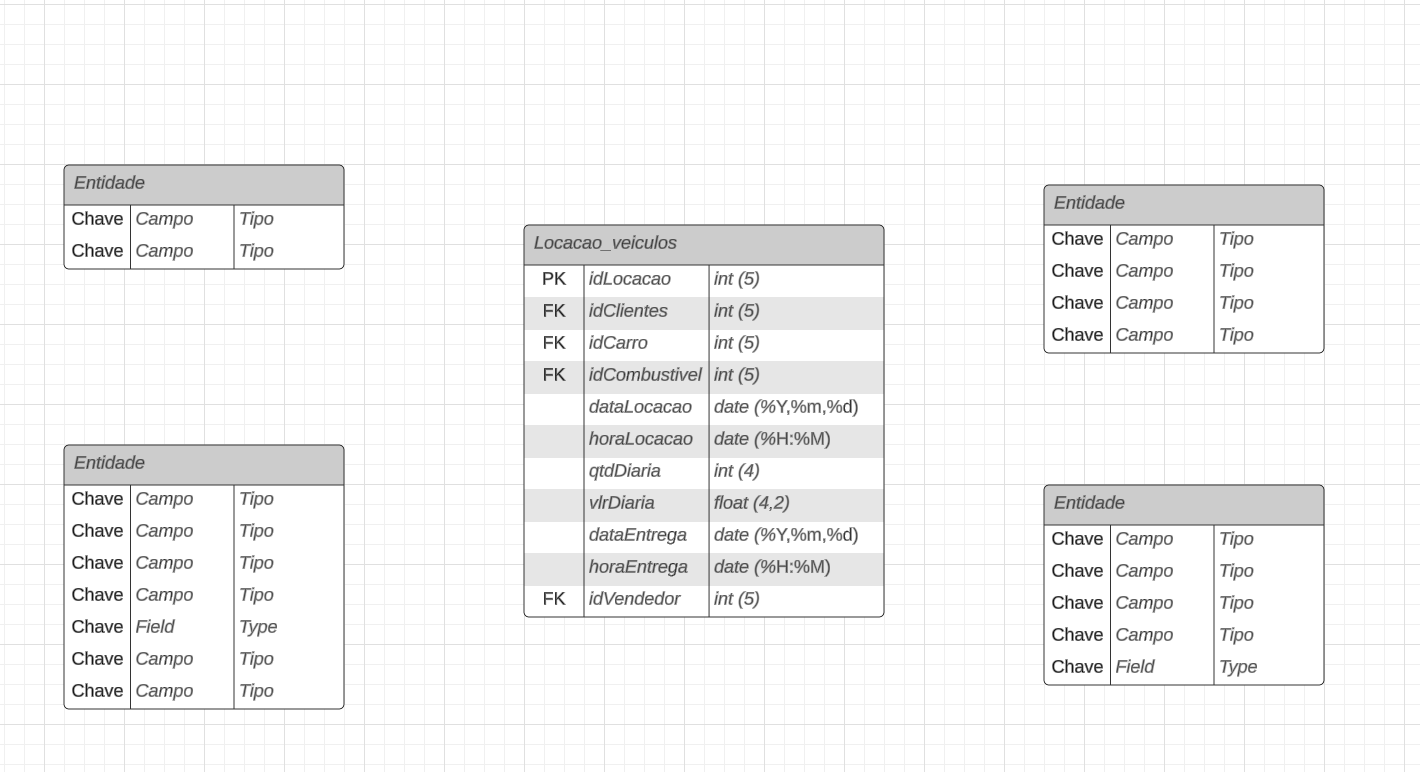 Entidade
Chave Campo Tipo
Chave Campo Tipo
Entidade
Chave Campo Tipo
Chave Campo Tipo
Chave Campo Tipo
Chave Campo Tipo
Chave Field Type
Chave Campo Tipo
Chave Campo Tipo
Locacao_veiculos
PK idLocacao int (5)
FK idClientes int (5)
FK idCarro int (5)
FK idCombustivel int (5)
dataLocacao date (%Y,%m,%d)
horaLocacao date (%H:%M)
qtdDiaria int (4)
vlrDiaria float (4,2)
dataEntrega date (%Y,%m,%d)
horaEntrega date (%H:%M)
FK idVendedor int (5)
Entidade
Chave Campo Tipo
Chave Campo Tipo
Chave Campo Tipo
Chave Campo Tipo
Entidade
Chave Campo Tipo
Chave Campo Tipo
Chave Campo Tipo
Chave Campo Tipo
Chave Field Type